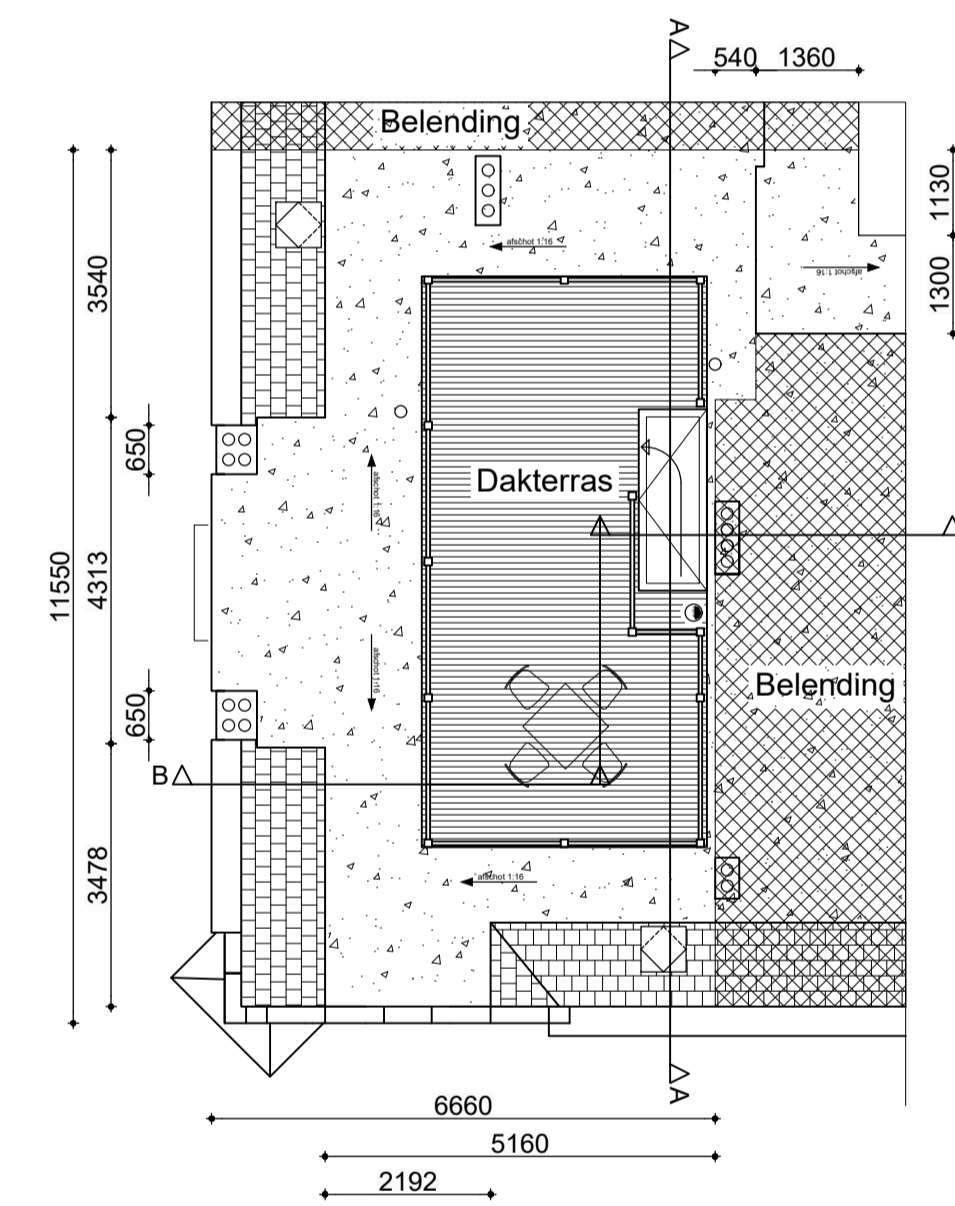 A
540 1360
Belending
1130
afschot 1:16
afschot 1:16
3540
1300
650
Dakterras
afschot 1:16
11550
4313
afschot 1:16
650
Belending
B
3478
afschot 1:16
A
6660
5160
2192